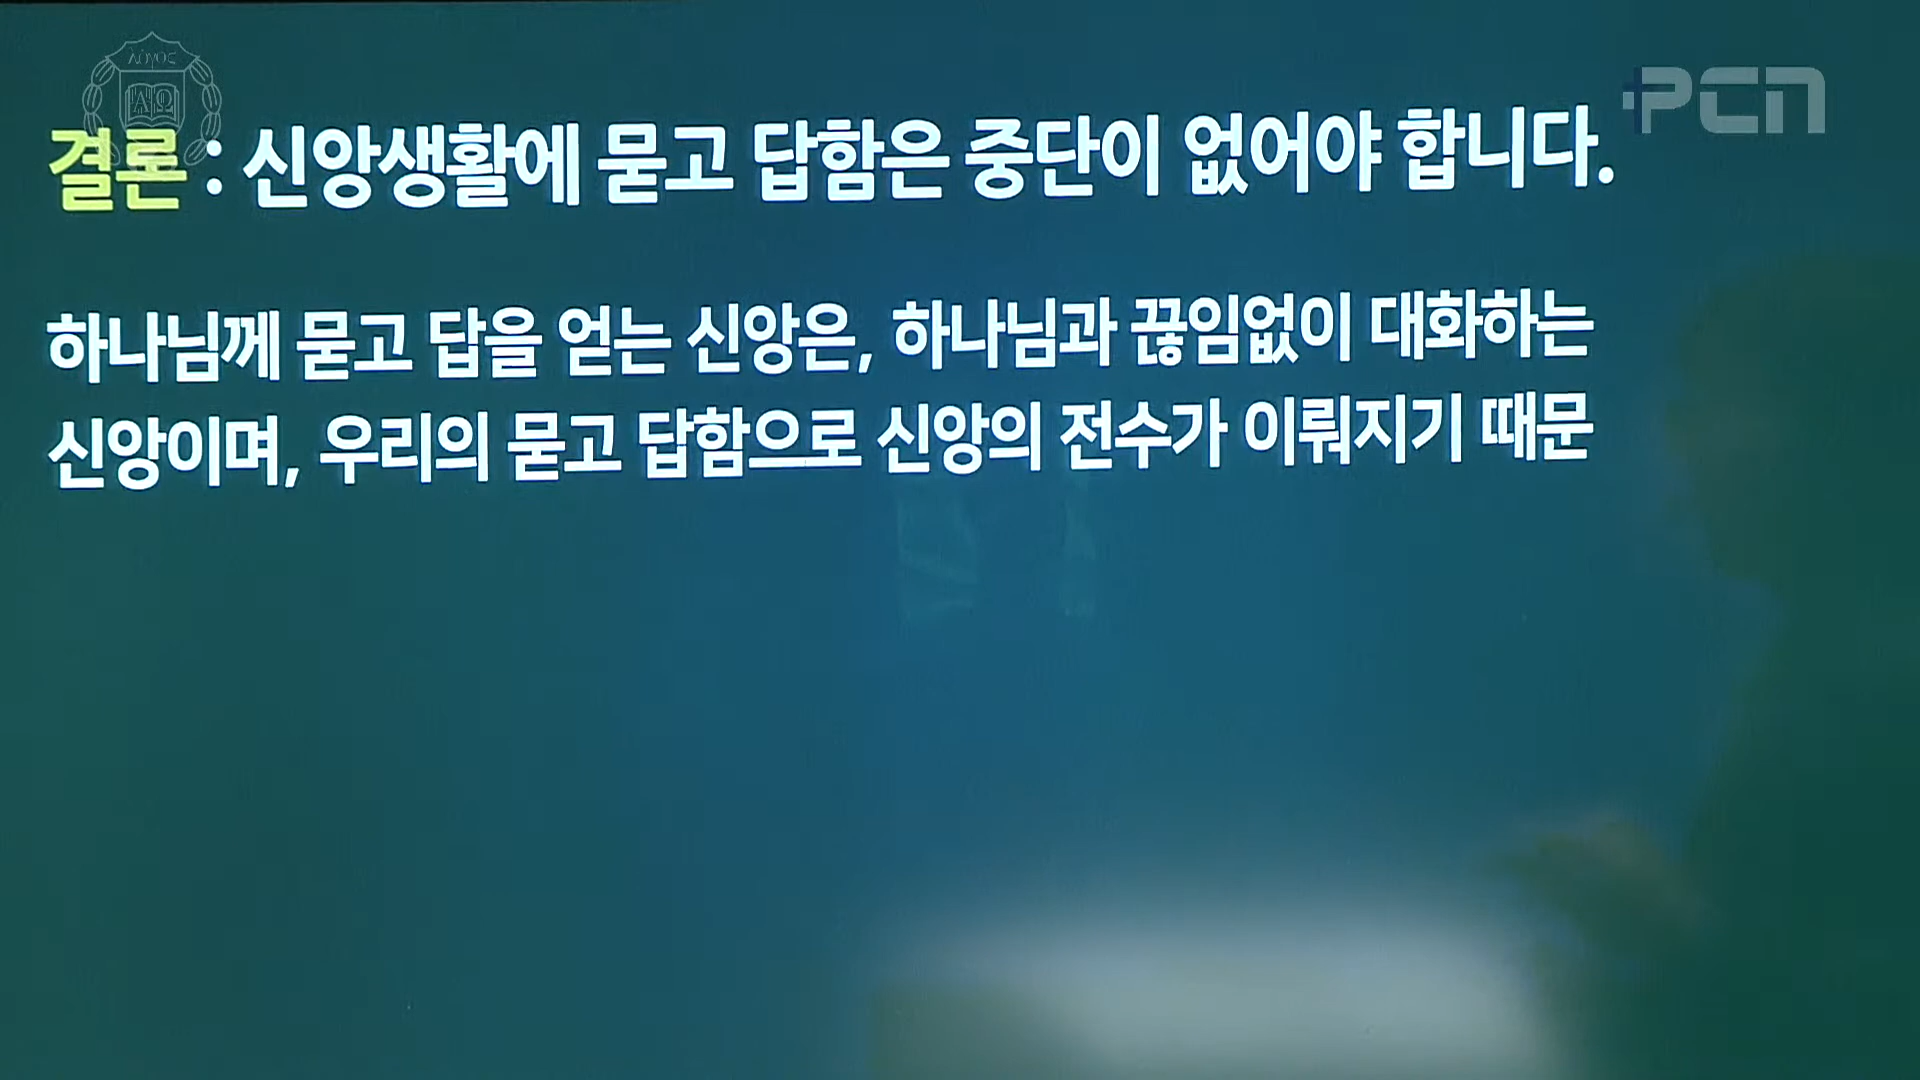 λόγος
ΑΩ
PCN
결론 : 신앙생활에 묻고 답함은 중단이 없어야 합니다.
하나님께 묻고 답을 얻는 신앙은, 하나님과 끊임없이 대화하는
신앙이며, 우리의 묻고 답함으로 신앙의 전수가 이뤄지기 때문